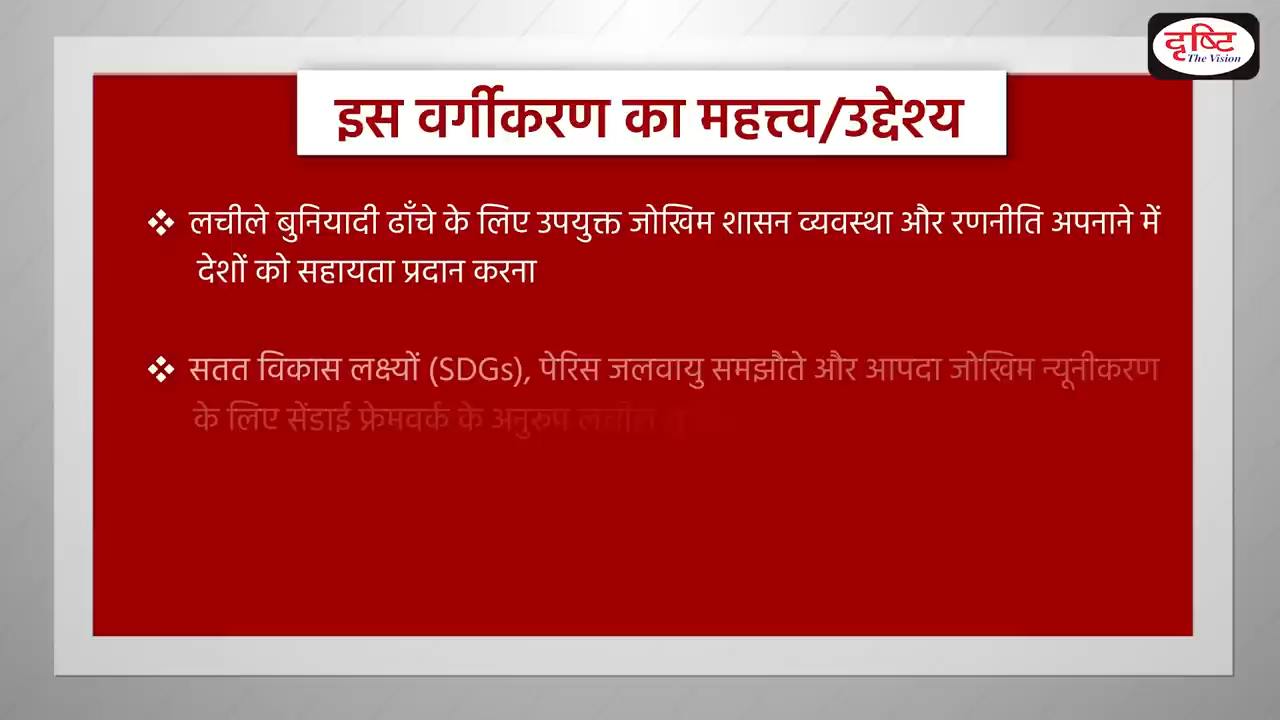 दृष्टि
The Vision
इस वर्गीकरण का महत्त्व/उद्देश्य
❖ लचीले बुनियादी ढाँचे के लिए उपयुक्त जोखिम शासन व्यवस्था और रणनीति अपनाने में
देशों को सहायता प्रदान करना
❖ सतत विकास लक्ष्यों (SDGs), पेरिस जलवायु समझौते और आपदा जोखिम न्यूनीकरण
के लिए सेंडाई फ्रेमवर्क के अनुरुप लचीले